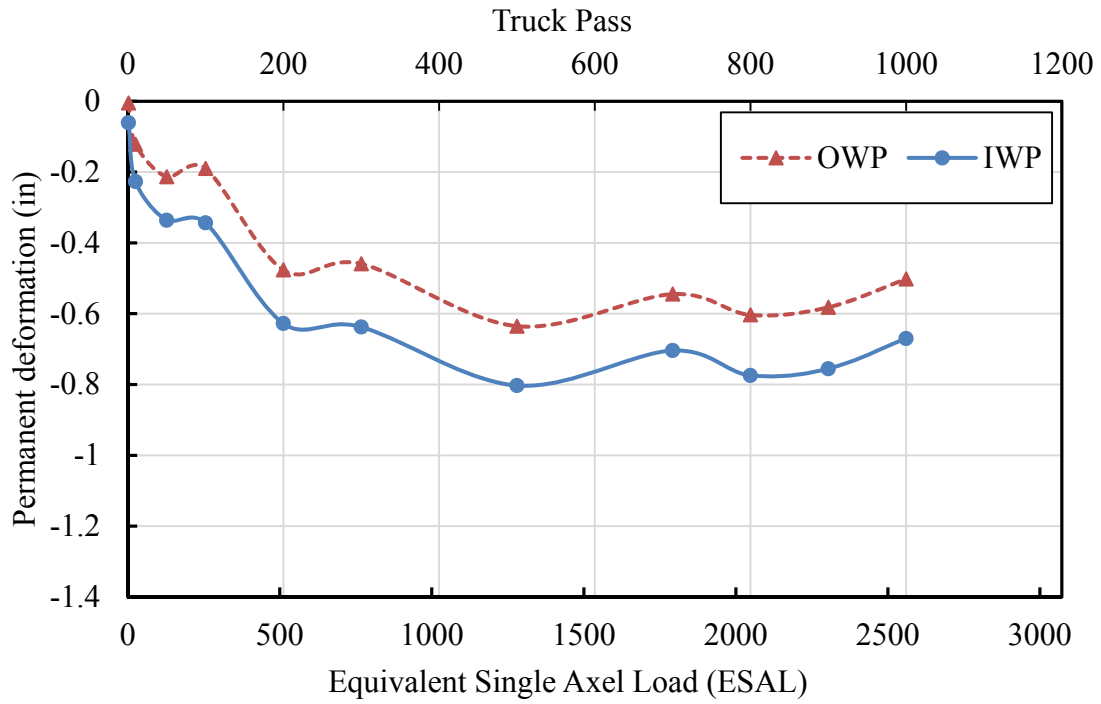 Truck Pass
0 200 400 600 800 1000 1200
OWP IWP
0
-0.2
-0.4
-0.6
-0.8
-1
-1.2
-1.4
Permanent deformation (in)
0 500 1000 1500 2000 2500 3000
Equivalent Single Axel Load (ESAL)